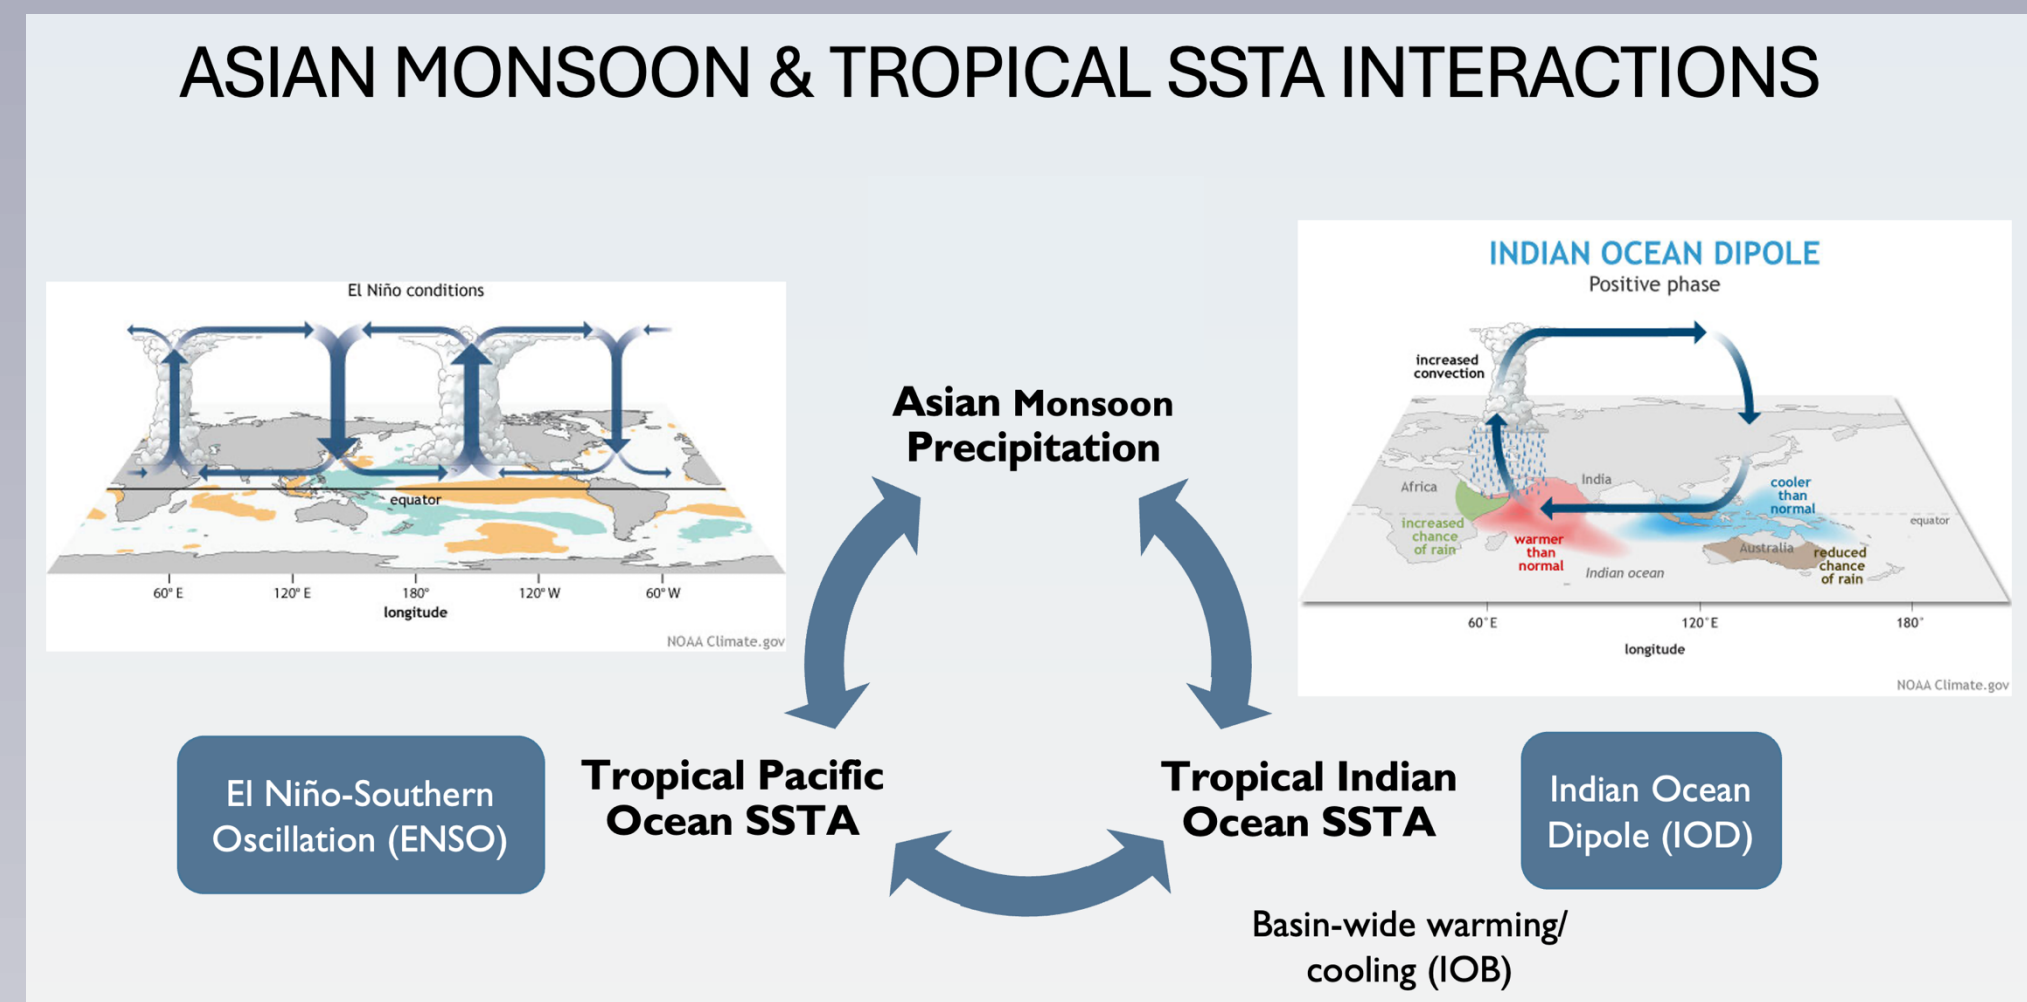 ASIAN MONSOON & TROPICAL SSTA INTERACTIONS
El Niño conditions
equator
60° E
120° E
180°
120° W
60° W
longitude
NOAA Climate.gov
INDIAN OCEAN DIPOLE
Positive phase
increased
convection
Africa
India
cooler
than
normal
equator
increased
chance
of rain
warmer
than
normal
Indian ocean
Australia
reduced
chance
of rain
60°E
120°E
180°
longitude
NOAA Climate.gov
Asian Monsoon
Precipitation
El Niño-Southern
Oscillation (ENSO)
Tropical Pacific
Ocean SSTA
Tropical Indian
Ocean SSTA
Indian Ocean
Dipole (IOD)
Basin-wide warming/
cooling (IOB)